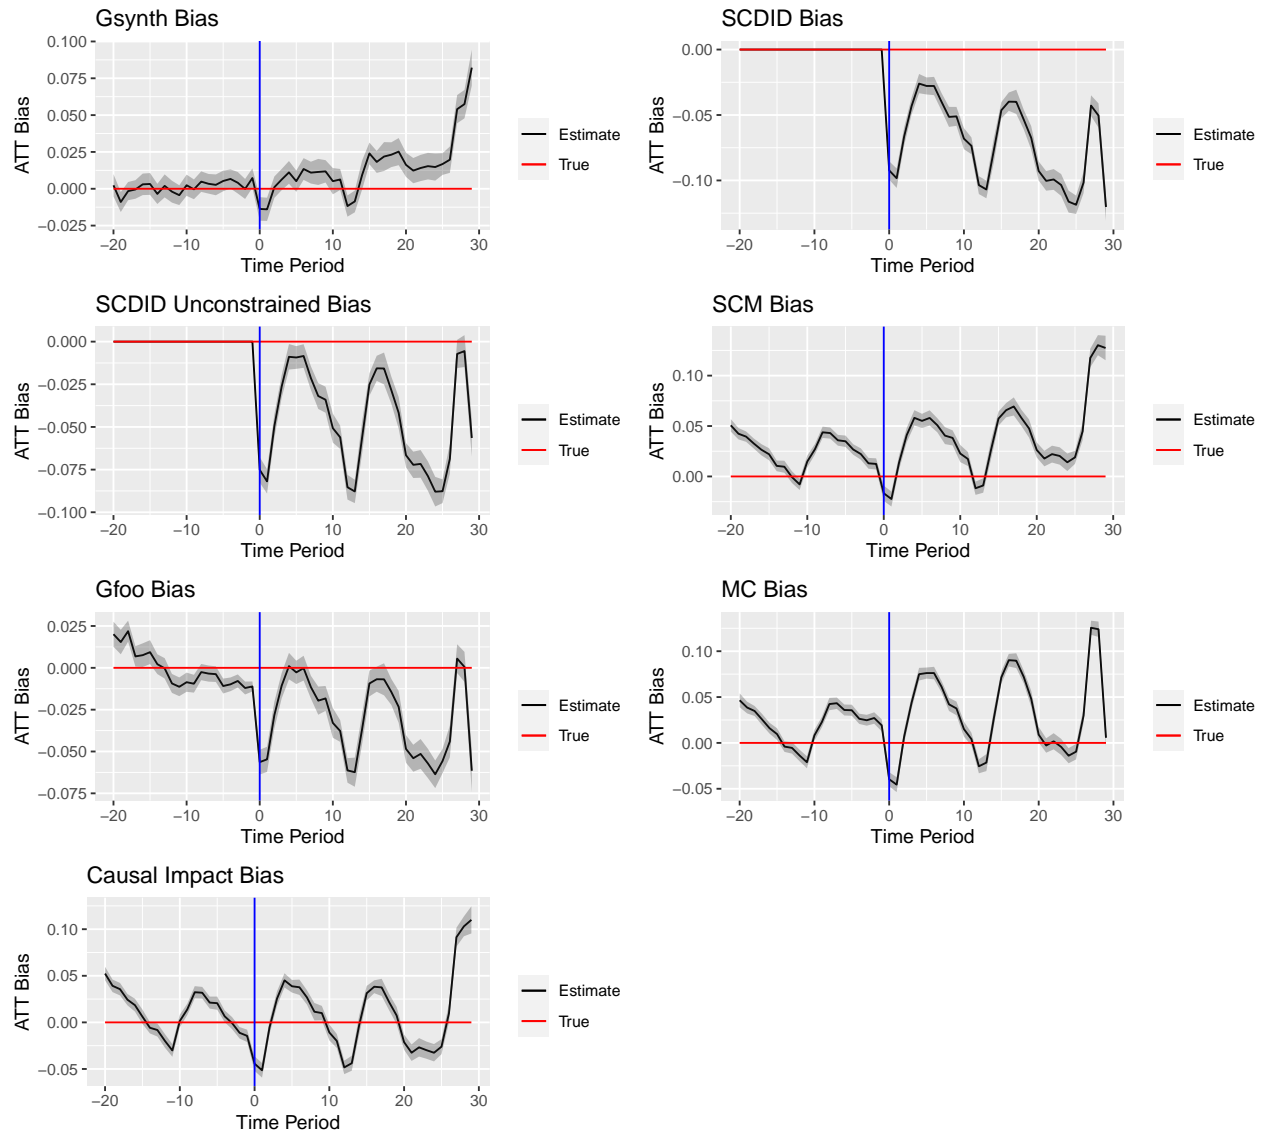 Gsynth Bias
0.100
0.075
0.050
0.025
0.000
−0.025
ATT Bias
−20 −10 0 10 20 30
Time Period
Estimate
True
SCDID Bias
0.00
−0.05
−0.10
ATT Bias
−20 −10 0 10 20 30
Time Period
Estimate
True
SCDID Unconstrained Bias
0.000
−0.025
−0.050
−0.075
−0.100
ATT Bias
−20 −10 0 10 20 30
Time Period
Estimate
True
SCM Bias
0.10
0.05
0.00
ATT Bias
−20 −10 0 10 20 30
Time Period
Estimate
True
Gfoo Bias
0.025
0.000
−0.025
−0.050
−0.075
ATT Bias
−20 −10 0 10 20 30
Time Period
Estimate
True
MC Bias
0.10
0.05
0.00
−0.05
ATT Bias
−20 −10 0 10 20 30
Time Period
Estimate
True
Causal Impact Bias
0.10
0.05
0.00
−0.05
ATT Bias
−20 −10 0 10 20 30
Time Period
Estimate
True